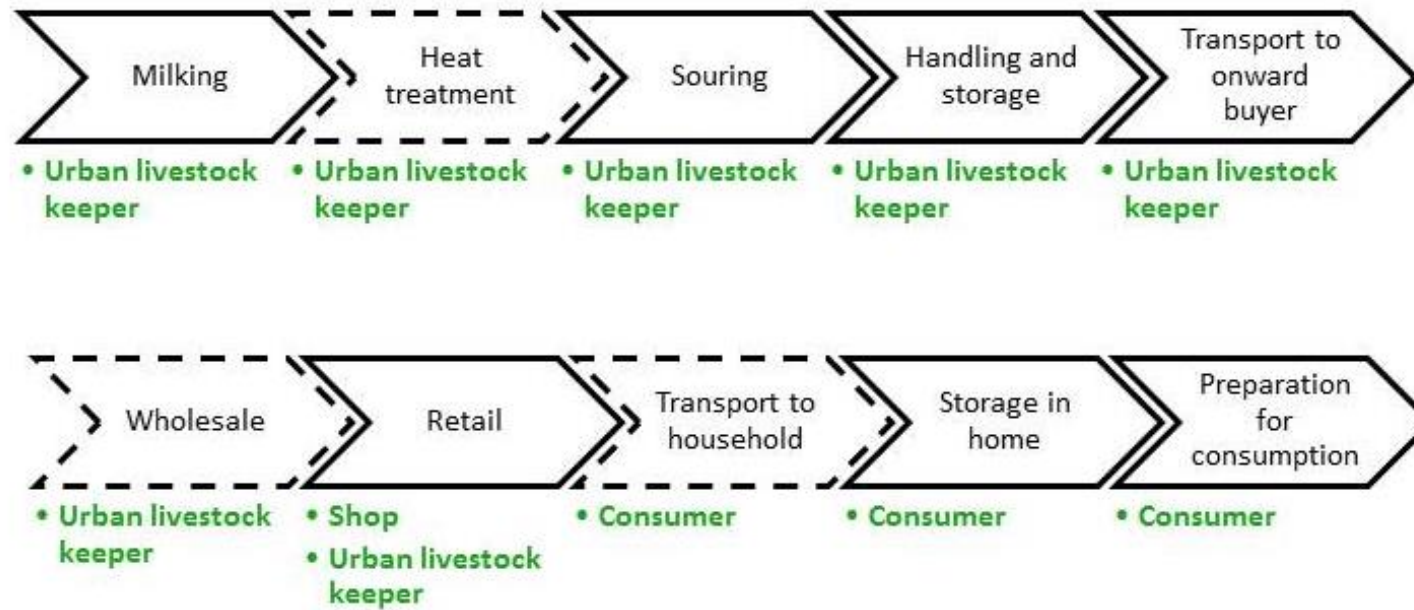 Milking
Heat
treatment
Souring
Handling and
storage
Transport to
onward
buyer
• Urban livestock
keeper
• Urban livestock
keeper
• Urban livestock
keeper
• Urban livestock
keeper
• Urban livestock
keeper
Wholesale
Retail
Transport to
household
Storage in
home
Preparation
for
consumption
• Urban livestock
keeper
• Shop
• Urban livestock
keeper
• Consumer
• Consumer
• Consumer